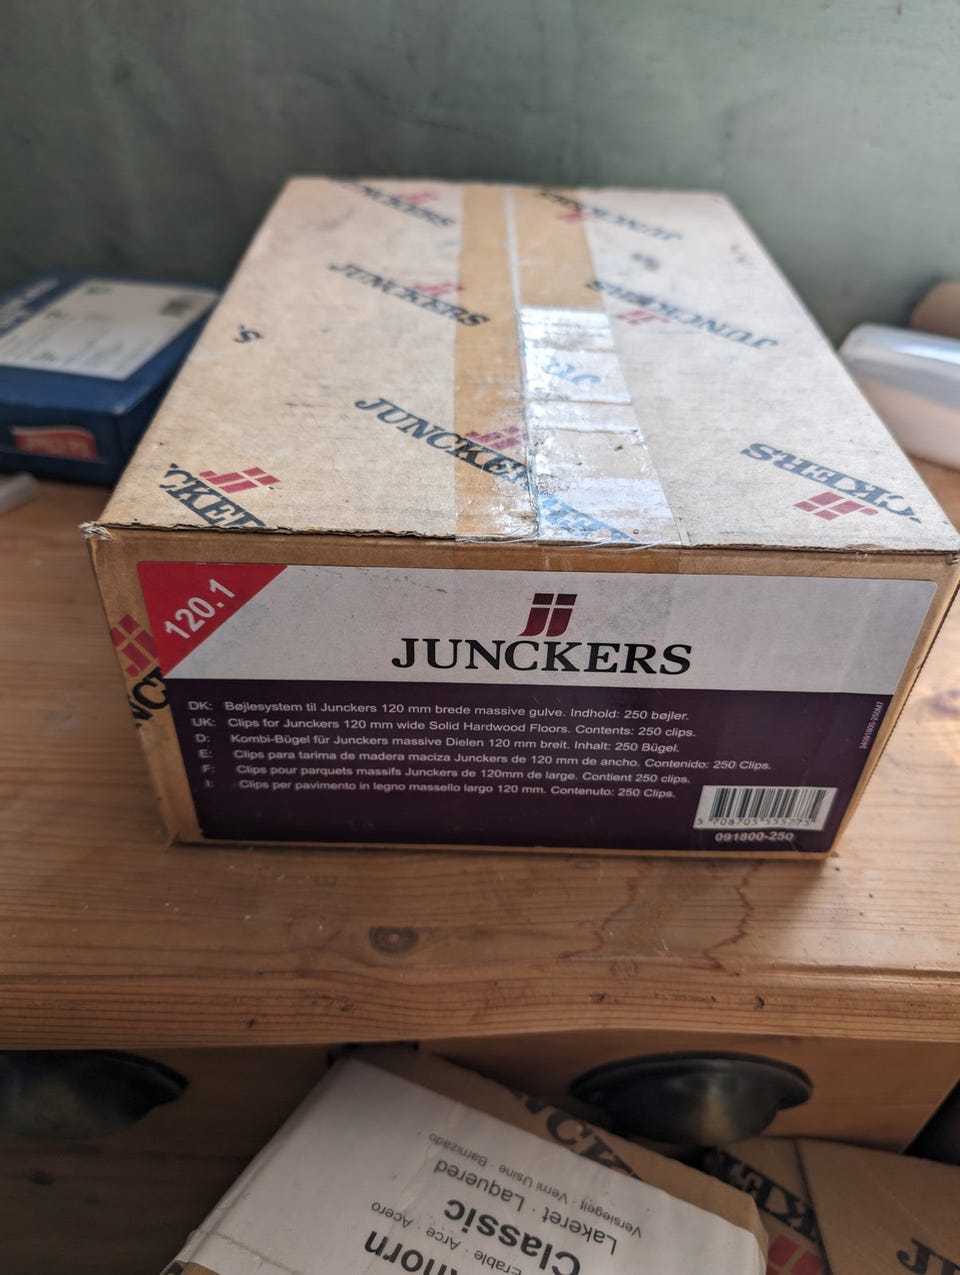 JUNCKERS
JUNCKERS
JUNCKERS
JUNCKERS
JUNCKERS
120.1
JUNCKERS
DK: Bøjlesystem til Junckers 120 mm brede massive gulve. Indhold: 250 bøjler.
UK: Clips for Junckers 120 mm wide Solid Hardwood Floors. Contents: 250 clips.
D: Kombi-Bügel für Junckers massive Dielen 120 mm breit. Inhalt: 250 Bügel.
E: Clips para tarima de madera maciza Junckers de 120 mm de ancho. Contenido: 250 Clips.
F: Clips pour parquets massifs Junckers de 120mm de large. Contient 250 clips.
I: Clips per pavimento in legno massello largo 120 mm. Contenuto: 250 Clips.
091800-250
Versiegelt · Verni Usine · Barnizado
Lakeret · Laquered
Classic
Erable · Arce · Acero